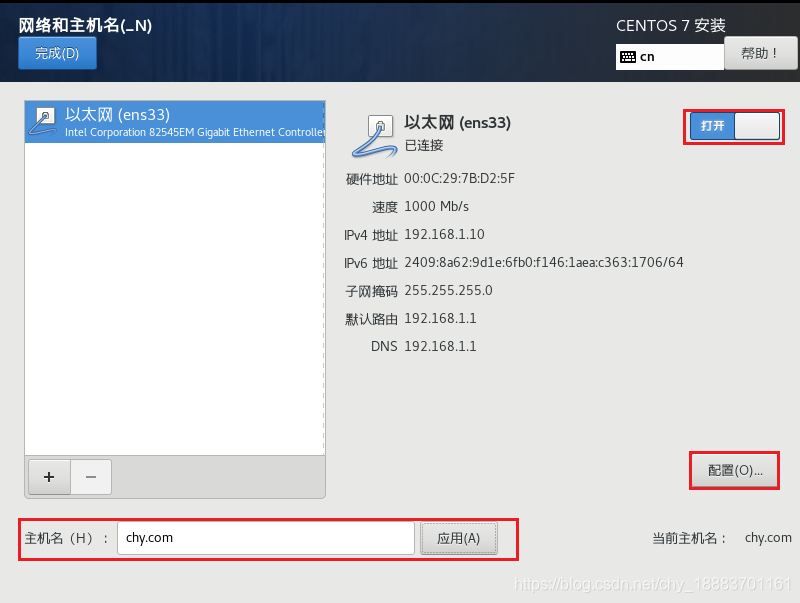 网络和主机名(_N)
完成(D)
CENTOS 7 安装
cn
帮助！
以太网 (ens33)
Intel Corporation 82545EM Gigabit Ethernet Controller
以太网 (ens33)
已连接
打开
硬件地址 00:0C:29:7B:D2:5F
速度 1000 Mb/s
IPv4 地址 192.168.1.10
IPv6 地址 2409:8a62:9d1e:6fb0:f146:1aea:c363:1706/64
子网掩码 255.255.255.0
默认路由 192.168.1.1
DNS 192.168.1.1
+ −
配置(O)...
主机名（H）： chy.com 应用(A) 当前主机名： chy.com
https://blog.csdn.net/chy_18883701161